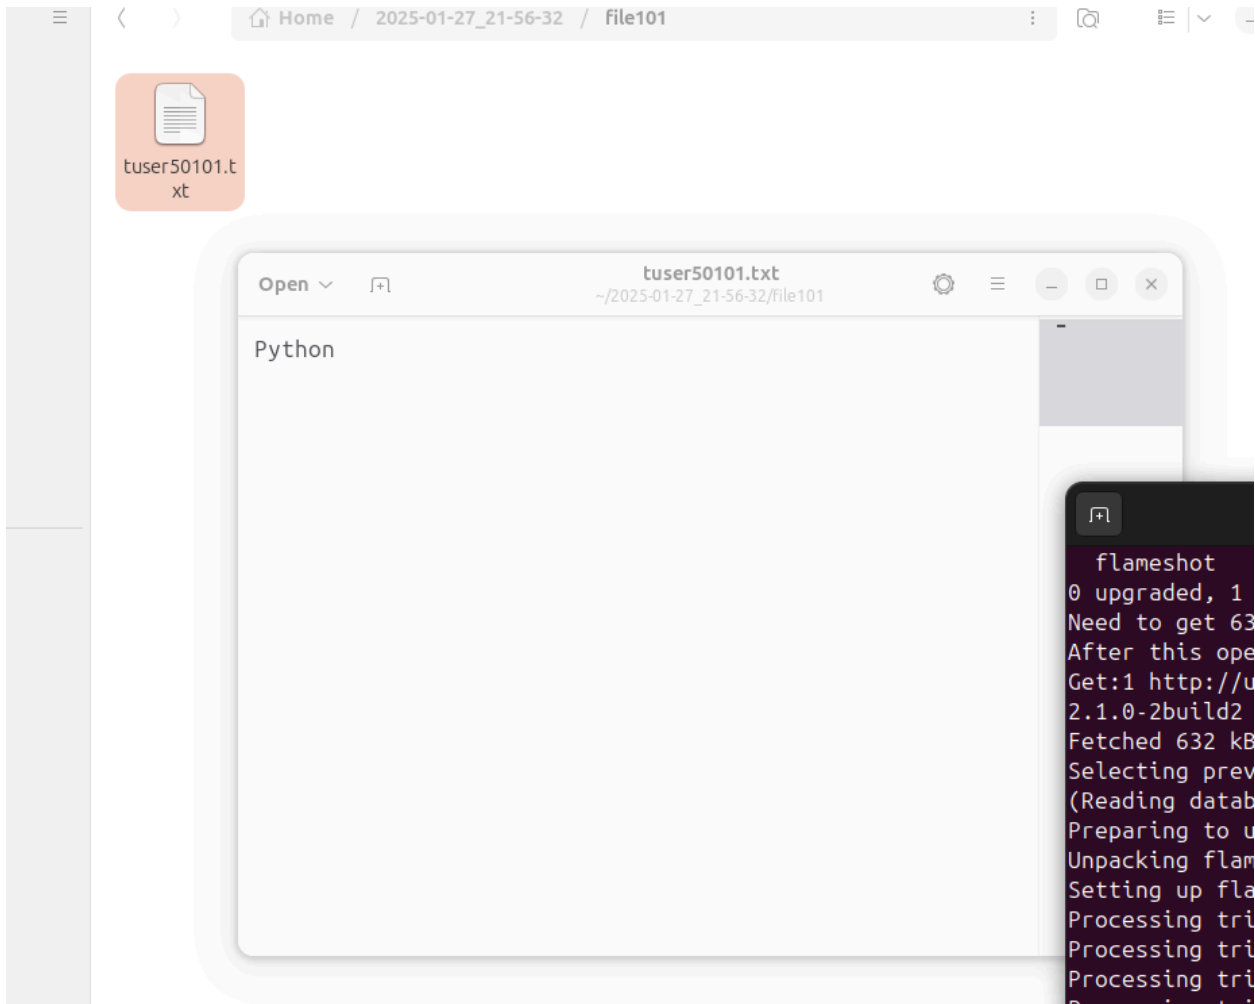 Home / 2025-01-27_21-56-32 / file101
tuser50101.t
xt
Open
tuser50101.txt
~/2025-01-27_21-56-32/file101
Python
flameshot
0 upgraded, 1
Need to get 63
After this ope
Get:1 http://u
2.1.0-2build2
Fetched 632 kB
Selecting prev
(Reading datab
Preparing to u
Unpacking flam
Setting up fla
Processing tri
Processing tri
Processing tri